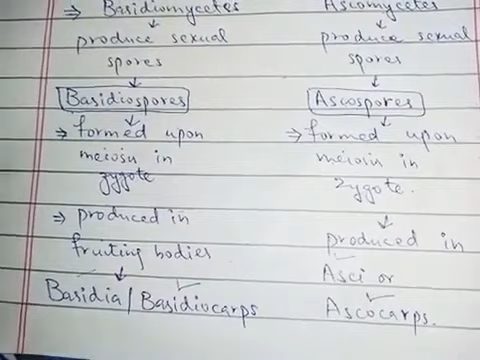 ⇒ Basidiomycetes
↓
produce sexual
spores
↓
Basidiospores
↓
⇒ formed upon
meiosis in
zygote
⇒ produced in
fruiting bodies
↓
Basidia / Basidiocarps
Ascomycetes
↓
produce sexual
spores
↓
Ascospores
↓
⇒ formed upon
meiosis in
zygote.
↓
produced in
Asci or
Ascocarps.